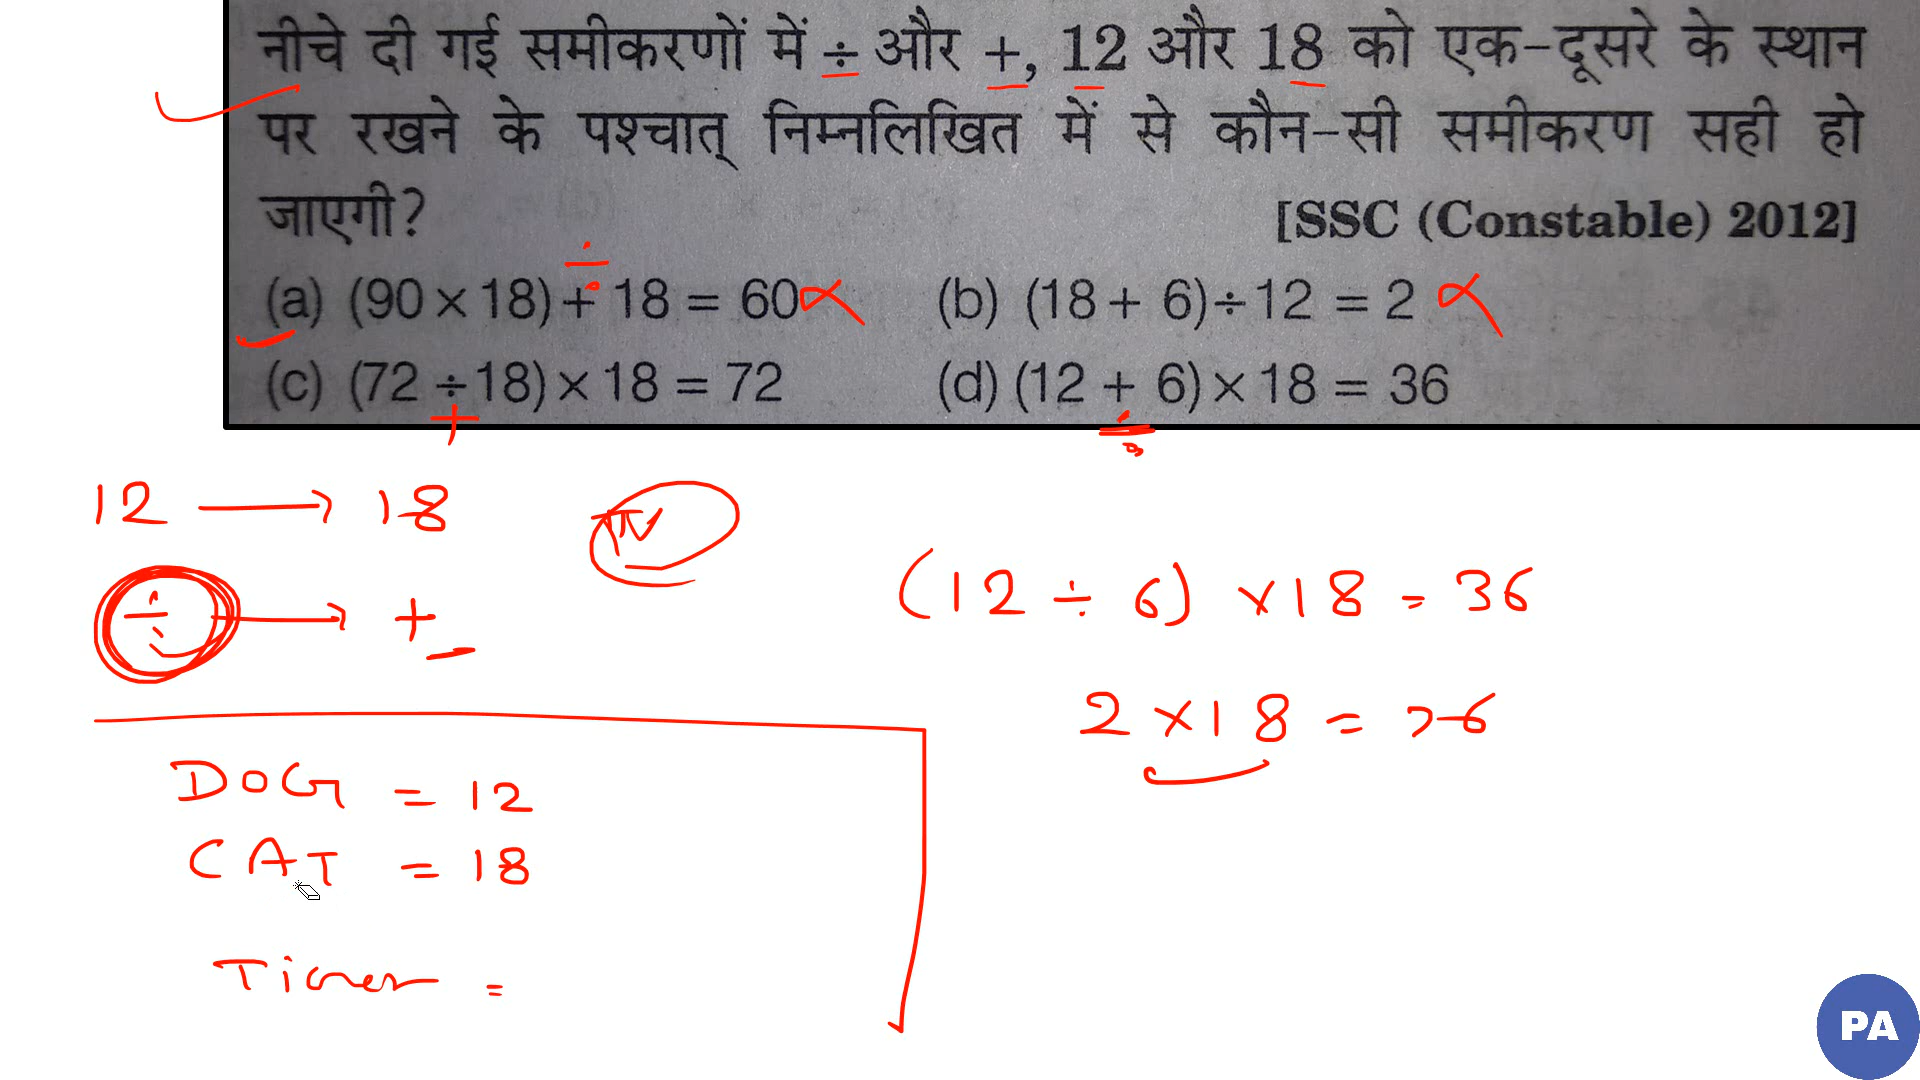 नीचे दी गई समीकरणों में ÷ और +, 12 और 18 को एक-दूसरे के स्थान
पर रखने के पश्चात् निम्नलिखित में से कौन-सी समीकरण सही हो
जाएगी? [SSC (Constable) 2012]
(a) (90 × 18) + 18 = 60 (b) (18 + 6) ÷ 12 = 2
(c) (72 ÷ 18) × 18 = 72 (d) (12 + 6) × 18 = 36
12 → 18
÷ → +
(12 ÷ 6) × 18 = 36
2 × 18 = 36
DOG = 12
CAT = 18
Tiger =
PA